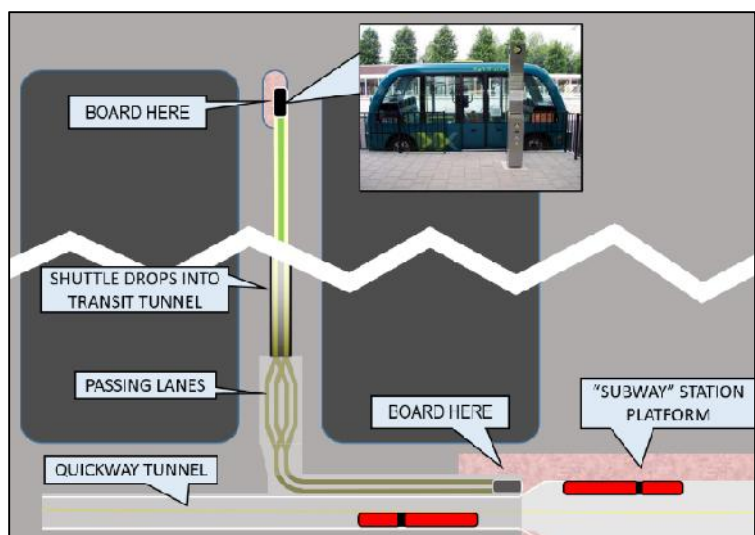 BOARD HERE
SHUTTLE DROPS INTO
TRANSIT TUNNEL
PASSING LANES
BOARD HERE
"SUBWAY" STATION
PLATFORM
QUICKWAY TUNNEL